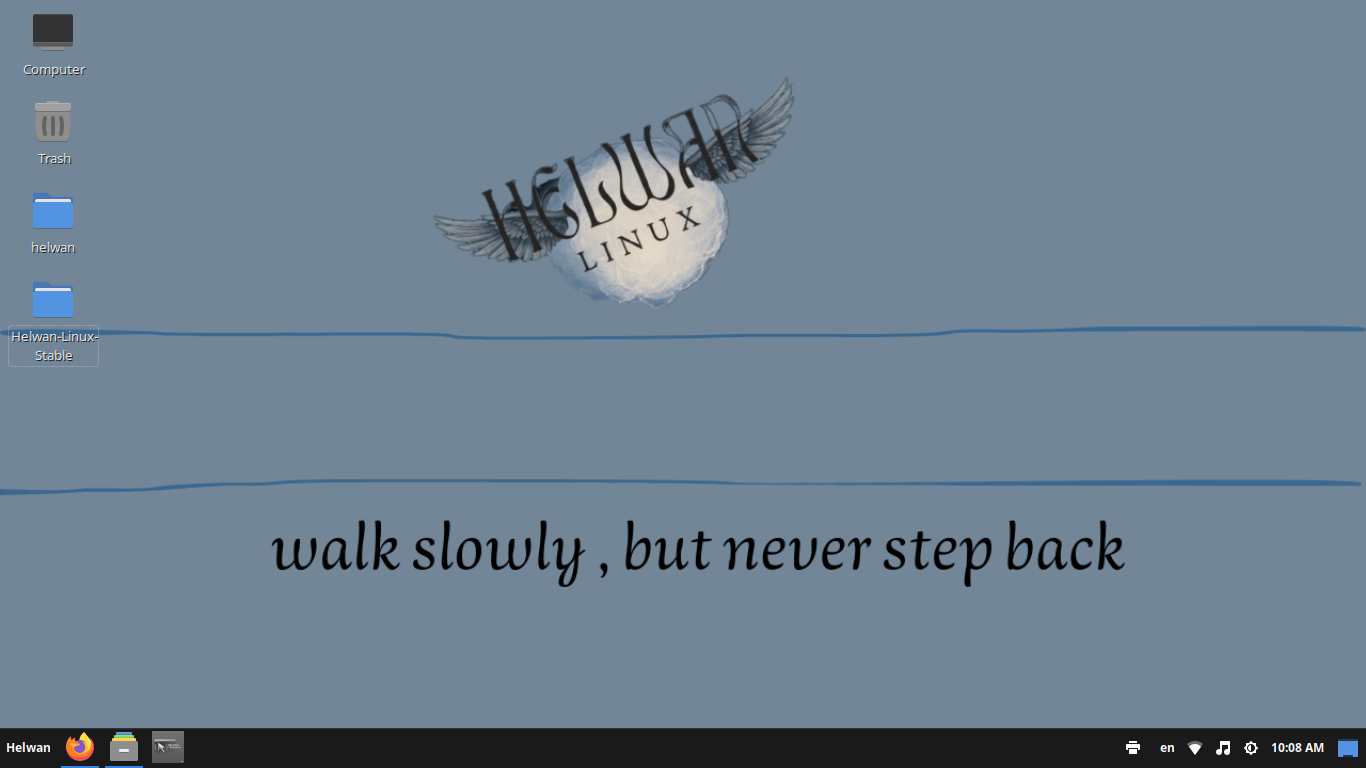 Computer
Trash
helwan
Helwan-Linux-
Stable
HELWAN
LINUX
walk slowly , but never step back
Helwan
en
10:08 AM